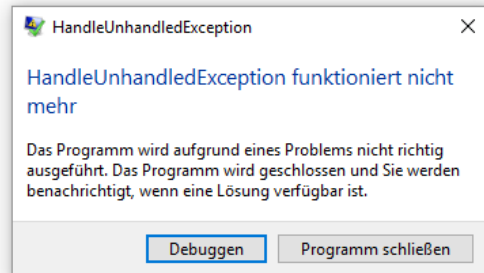 HandleUnhandledException
HandleUnhandledException funktioniert nicht
mehr
Das Programm wird aufgrund eines Problems nicht richtig
ausgeführt. Das Programm wird geschlossen und Sie werden
benachrichtigt, wenn eine Lösung verfügbar ist.
Debuggen
Programm schließen